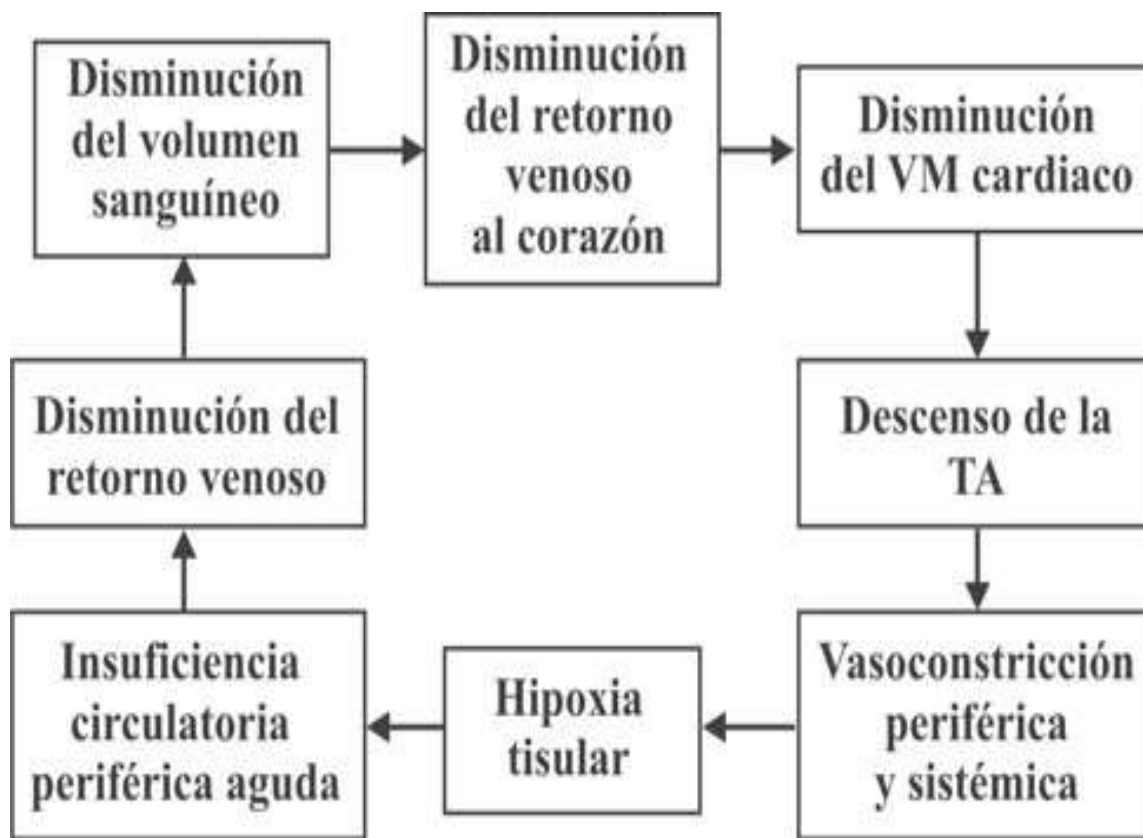 Disminución
del volumen
sanguíneo
Disminución
del retorno
venoso
al corazón
Disminución
del VM cardiaco
Descenso de la
TA
Vasoconstricción
periférica
y sistémica
Hipoxia
tisular
Insuficiencia
circulatoria
periférica aguda
Disminución del
retorno venoso